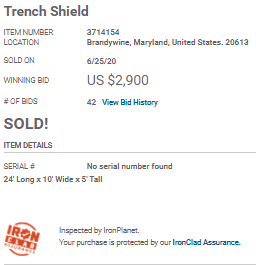 Trench Shield
ITEM NUMBER 3714154
LOCATION Brandywine, Maryland, United States. 20613
SOLD ON 6/25/20
WINNING BID US $2,900
# OF BIDS 42 View Bid History
SOLD!
ITEM DETAILS
SERIAL # No serial number found
24' Long x 10' Wide x 5' Tall
IRON
CLAD
ASSURANCE
Inspected by IronPlanet.
Your purchase is protected by our IronClad Assurance.